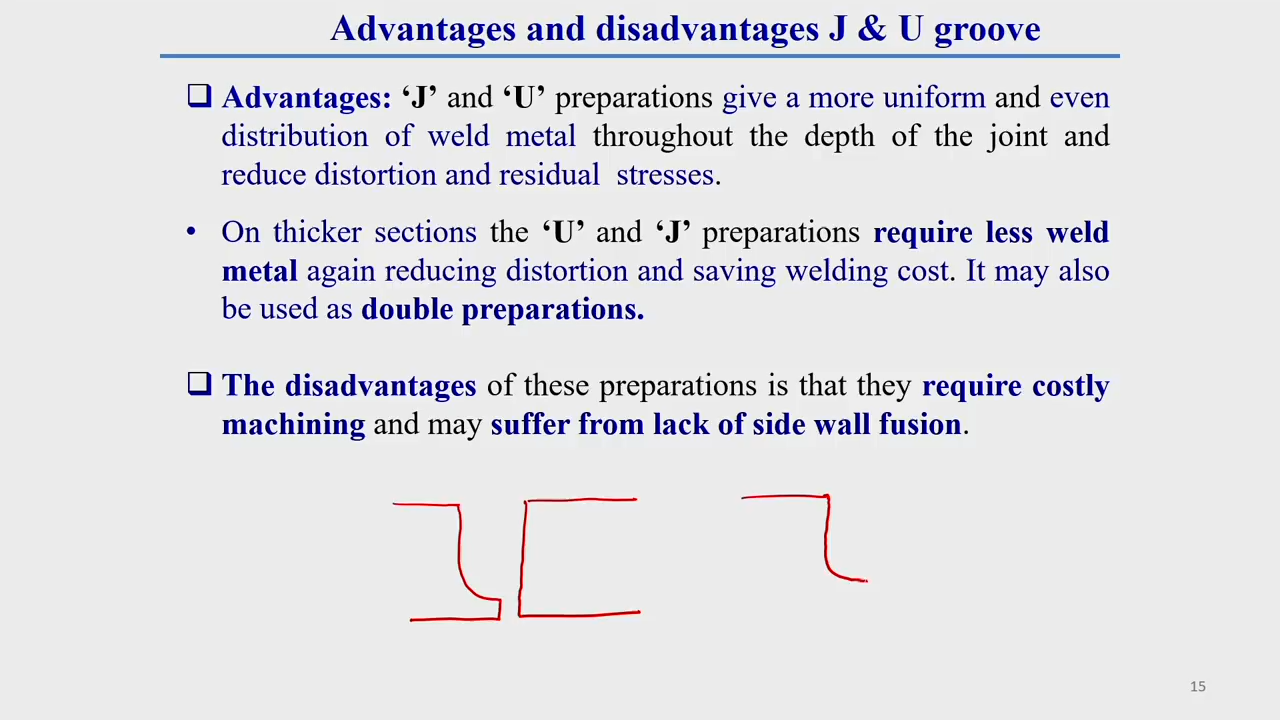 Advantages and disadvantages J & U groove
❑ Advantages: ‘J’ and ‘U’ preparations give a more uniform and even
distribution of weld metal throughout the depth of the joint and
reduce distortion and residual stresses.
• On thicker sections the ‘U’ and ‘J’ preparations require less weld
metal again reducing distortion and saving welding cost. It may also
be used as double preparations.
❑ The disadvantages of these preparations is that they require costly
machining and may suffer from lack of side wall fusion.
15